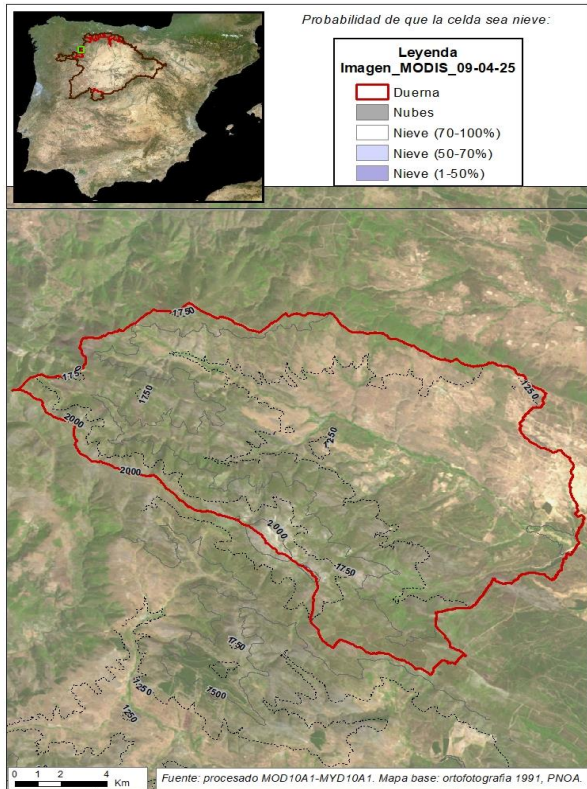 Probabilidad de que la celda sea nieve:
Leyenda
Imagen_MODIS_09-04-25
Duerna
Nubes
Nieve (70-100%)
Nieve (50-70%)
Nieve (1-50%)
1750
1750
1750
1250
2000
1250
2000
2000
1750
1750
1250
1500
1250
0 1 2 4
Km
Fuente: procesado MOD10A1-MYD10A1. Mapa base: ortofotografía 1991, PNOA.